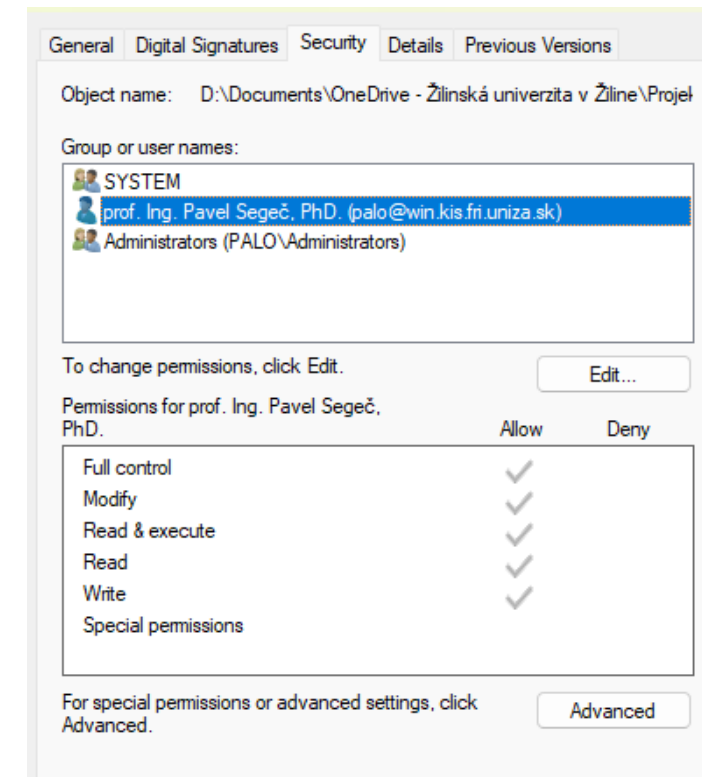 General Digital Signatures Security Details Previous Versions
Object name: D:\Documents\OneDrive - Žilinská univerzita v Žiline\Projek
Group or user names:
SYSTEM
prof. Ing. Pavel Segeč, PhD. (palo@win.kis.fri.uniza.sk)
Administrators (PALO\Administrators)
To change permissions, click Edit.
Edit...
Permissions for prof. Ing. Pavel Segeč,
PhD. Allow Deny
Full control
Modify
Read & execute
Read
Write
Special permissions
For special permissions or advanced settings, click
Advanced.
Advanced